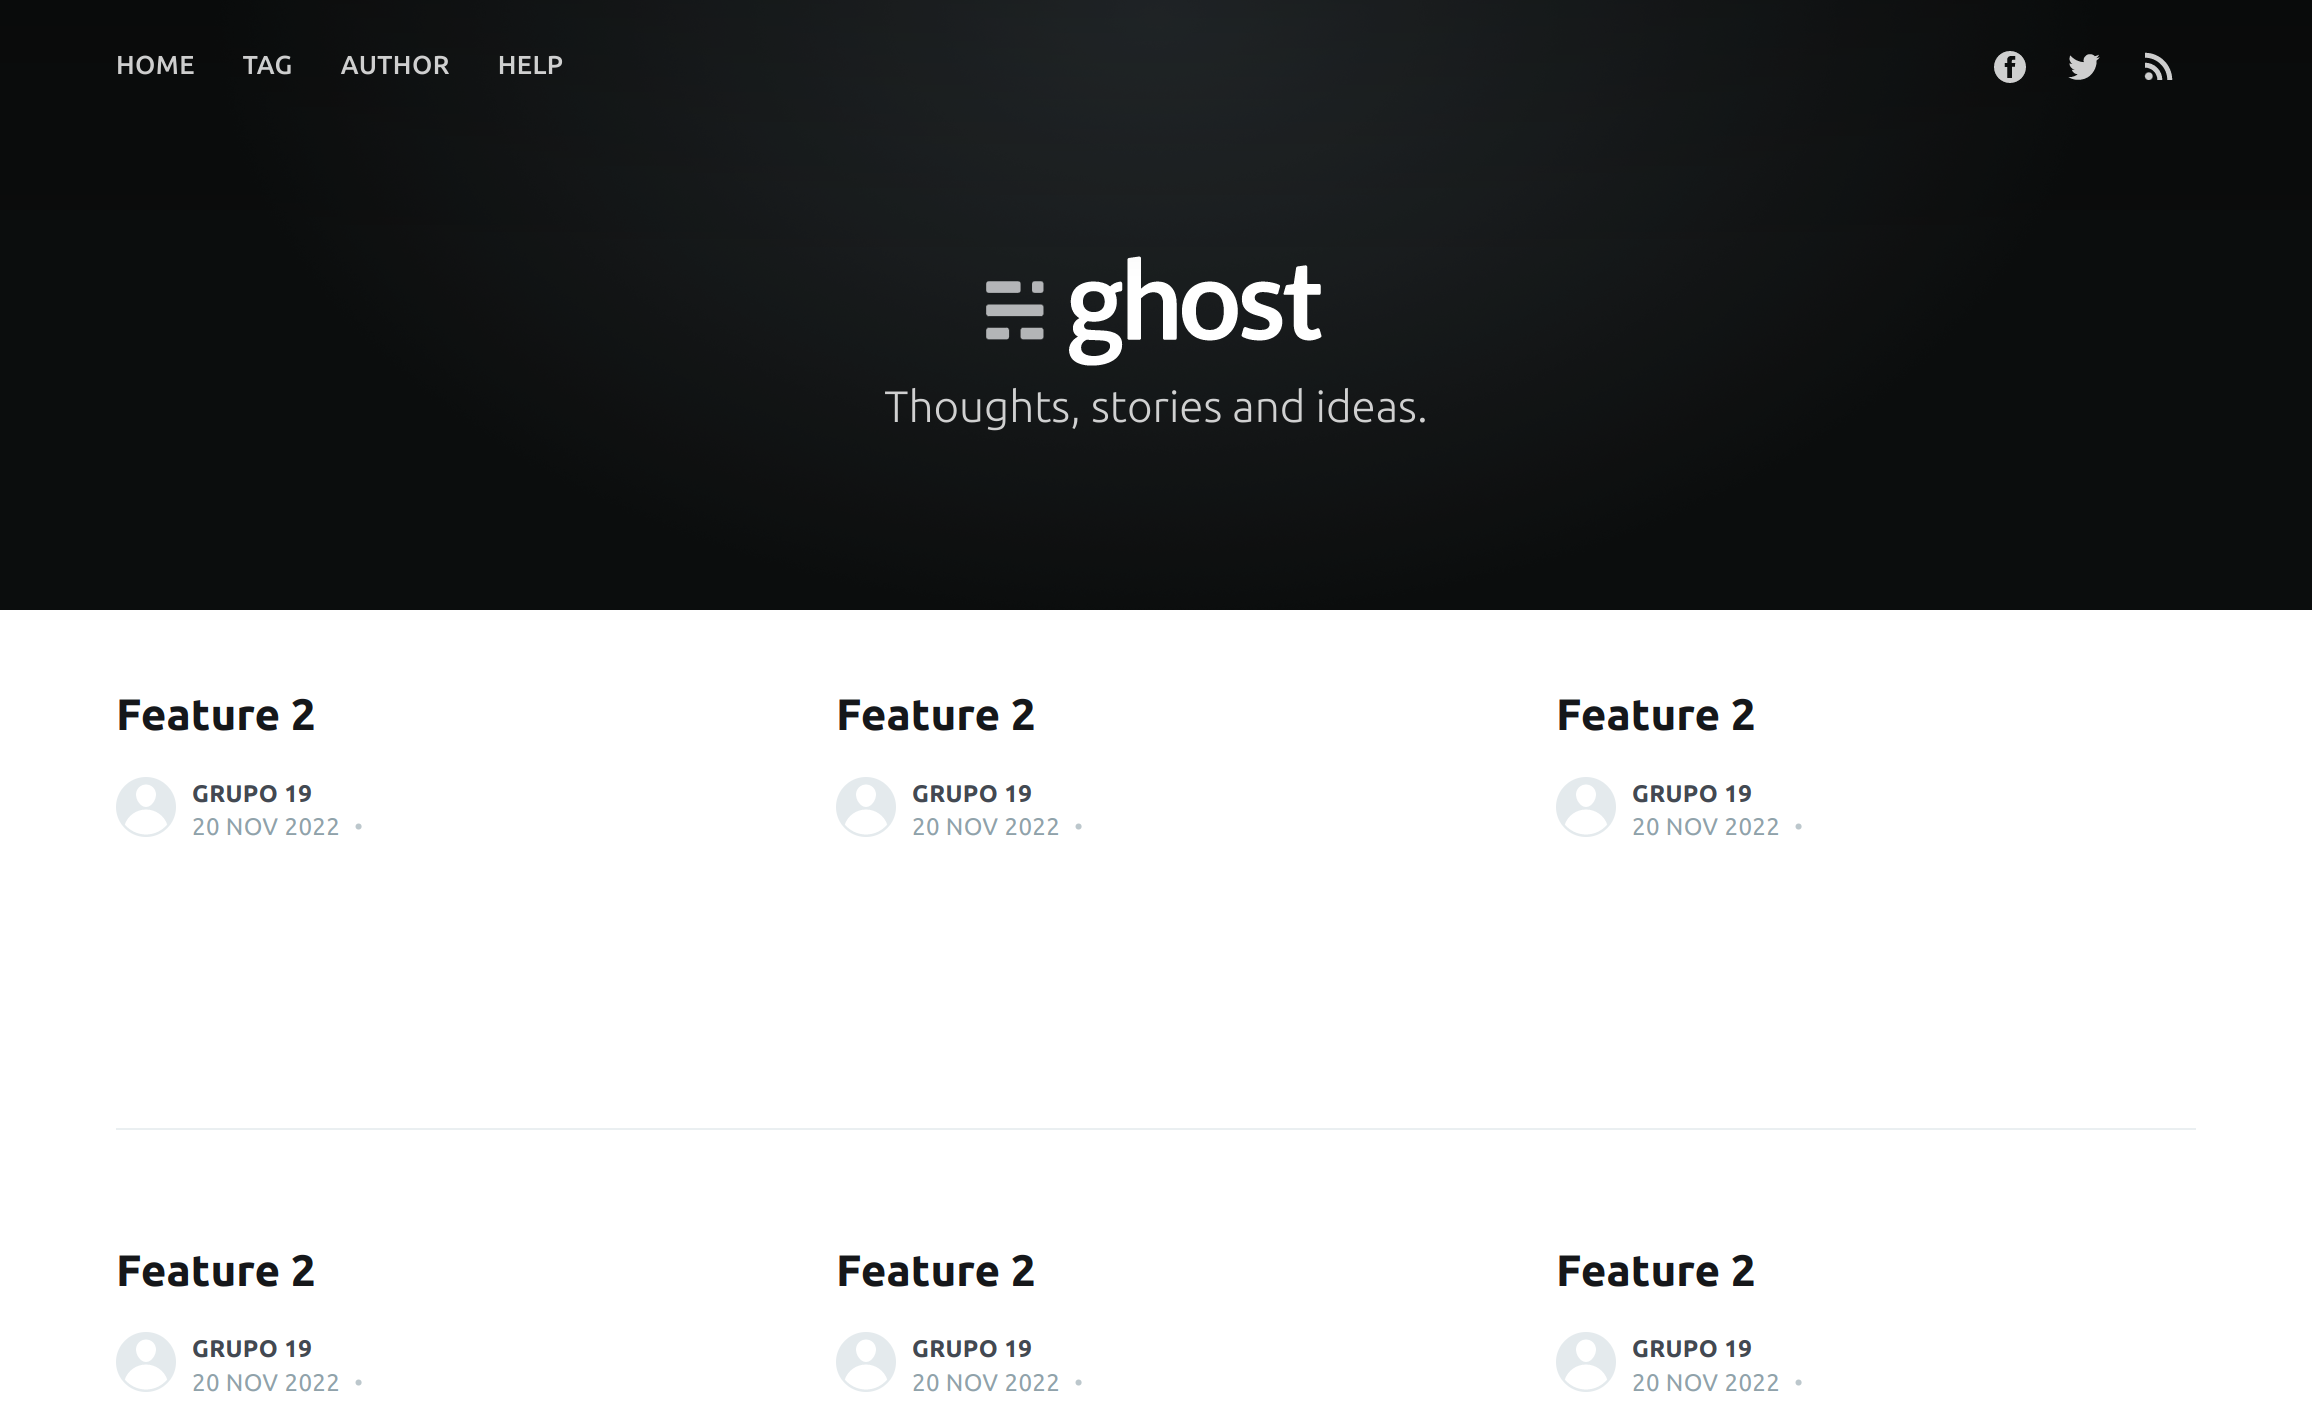 HOME TAG AUTHOR HELP
ghost
Thoughts, stories and ideas.
Feature 2 Feature 2 Feature 2
GRUPO 19 GRUPO 19 GRUPO 19
20 NOV 2022 • 20 NOV 2022 • 20 NOV 2022 •
Feature 2 Feature 2 Feature 2
GRUPO 19 GRUPO 19 GRUPO 19
20 NOV 2022 • 20 NOV 2022 • 20 NOV 2022 •